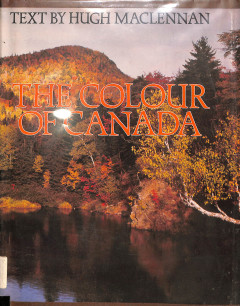 TEXT BY HUGH MACLENNAN
THE COLOUR
OF CANADA